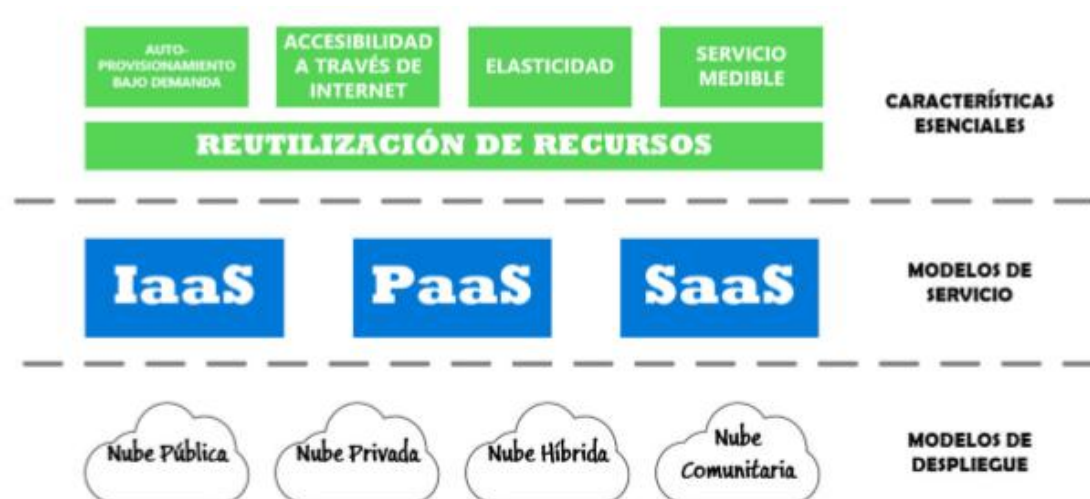 AUTO-
PROVISIONAMIENTO
BAJO DEMANDA
ACCESIBILIDAD
A TRAVÉS DE
INTERNET
ELASTICIDAD
SERVICIO
MEDIBLE
REUTILIZACIÓN DE RECURSOS
CARACTERÍSTICAS
ESENCIALES
IaaS
PaaS
SaaS
MODELOS DE
SERVICIO
Nube Pública
Nube Privada
Nube Híbrida
Nube
Comunitaria
MODELOS DE
DESPLIEGUE